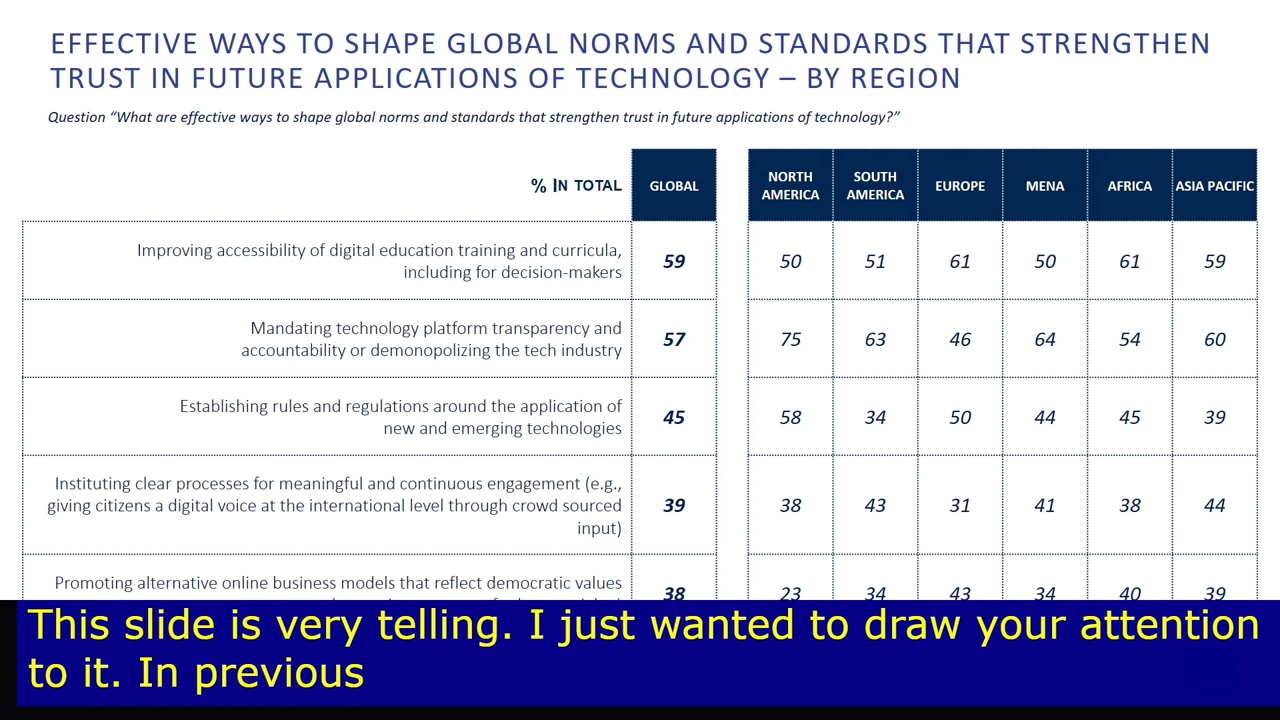 EFFECTIVE WAYS TO SHAPE GLOBAL NORMS AND STANDARDS THAT STRENGTHEN
TRUST IN FUTURE APPLICATIONS OF TECHNOLOGY – BY REGION
Question “What are effective ways to shape global norms and standards that strengthen trust in future applications of technology?”
% IN TOTAL GLOBAL NORTH AMERICA SOUTH AMERICA EUROPE MENA AFRICA ASIA PACIFIC
Improving accessibility of digital education training and curricula,
including for decision-makers
59 50 51 61 50 61 59
Mandating technology platform transparency and
accountability or demonopolizing the tech industry
57 75 63 46 64 54 60
Establishing rules and regulations around the application of
new and emerging technologies
45 58 34 50 44 45 39
Instituting clear processes for meaningful and continuous engagement (e.g.,
giving citizens a digital voice at the international level through crowd sourced
input)
39 38 43 31 41 38 44
Promoting alternative online business models that reflect democratic values
38 23 34 43 34 40 39
This slide is very telling. I just wanted to draw your attention
to it. In previous